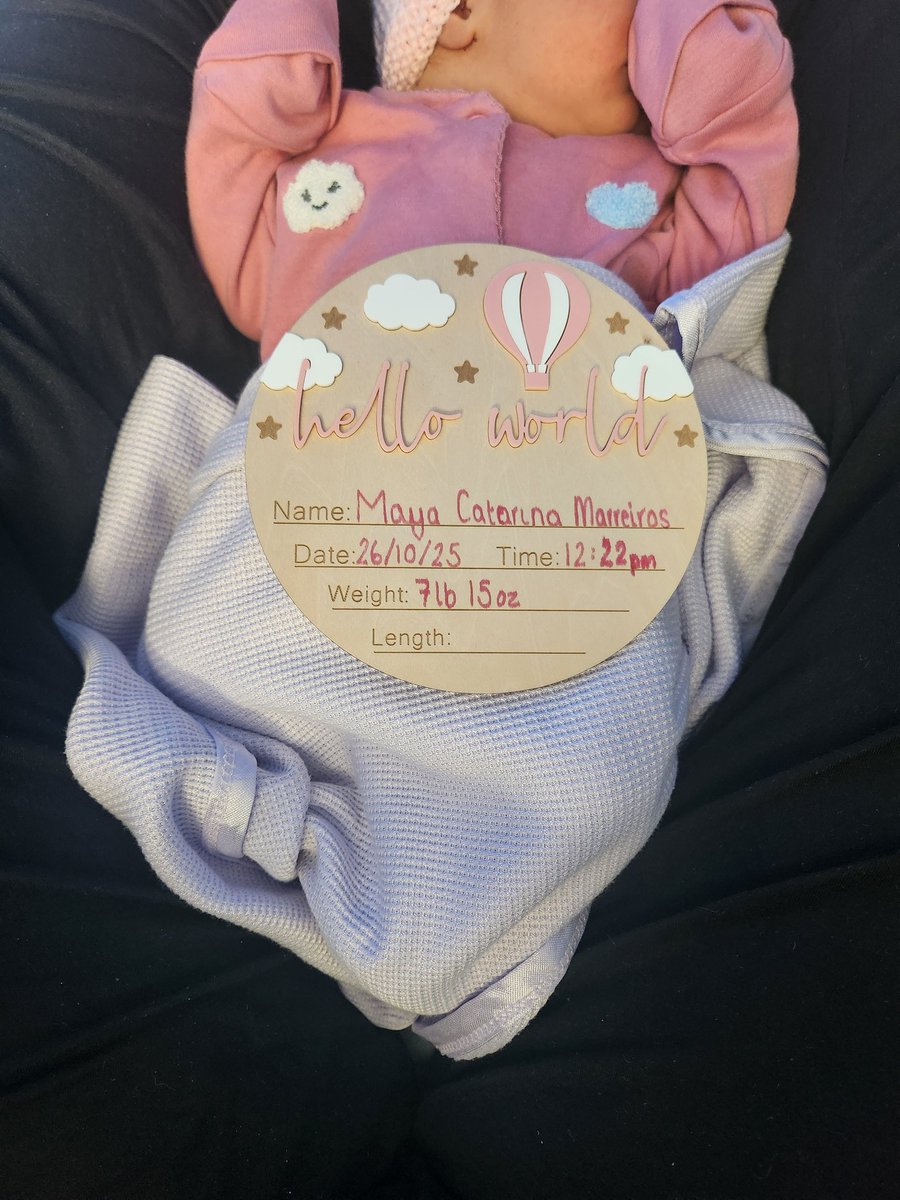 hello world
Name: Maya Catarina Marreiros
Date: 26/10/25 Time: 12:22pm
Weight: 7lb 15oz
Length: